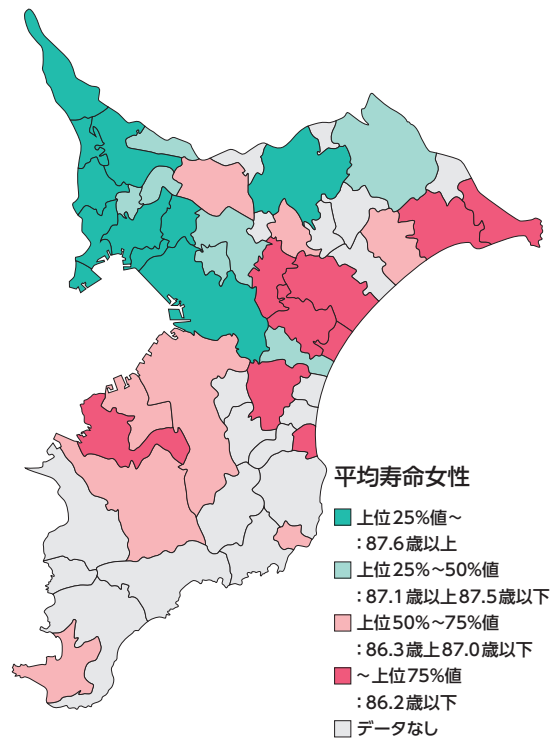 平均寿命女性
上位25%値~
:87.6歳以上
上位25%~50%値
:87.1歳以上87.5歳以下
上位50%~75%値
:86.3歳上87.0歳以下
~上位75%値
:86.2歳以下
データなし